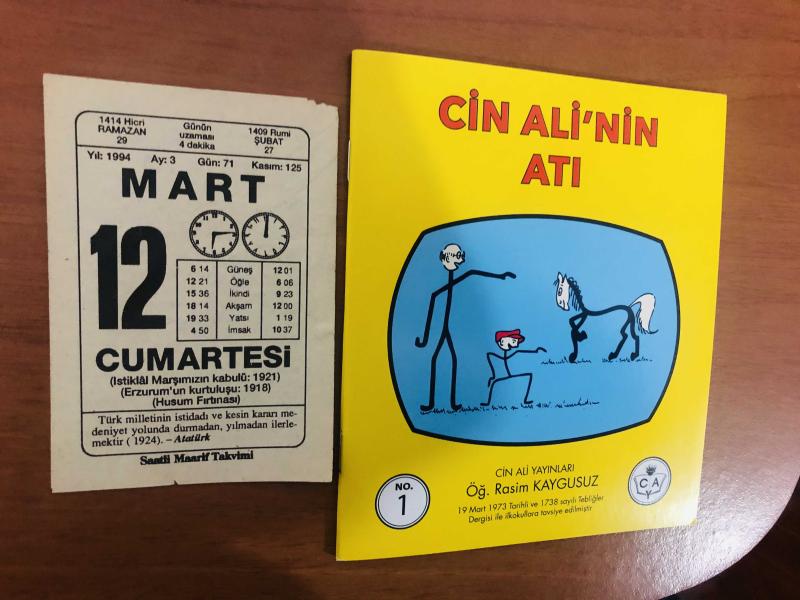 1414 Hicri
RAMAZAN
29
Günün
uzaması
4 dakika
1409 Rumi
ŞUBAT
27
Yıl: 1994 Ay: 3 Gün: 71 Kasım: 125
MART
12
6 14 Güneş 12 01
12 21 Öğle 6 06
15 36 İkindi 9 23
18 14 Akşam 12 00
19 33 Yatsı 1 19
4 50 İmsak 10 37
CUMARTESİ
(İstiklâl Marşımızın kabulü: 1921)
(Erzurum'un kurtuluşu: 1918)
(Husum Fırtınası)
Türk milletinin istidadı ve kesin kararı me-
deniyet yolunda durmadan, yılmadan ilerle-
mektir ( 1924). – Atatürk
Saatli Maarif Takvimi
CİN ALİ'NİN
ATI
CİN ALİ YAYINLARI
Öğ. Rasim KAYGUSUZ
19 Mart 1973 Tarihli ve 1738 sayılı Tebliğler
Dergisi ile ilkokullara tavsiye edilmiştir
NO.
1
C A
Y